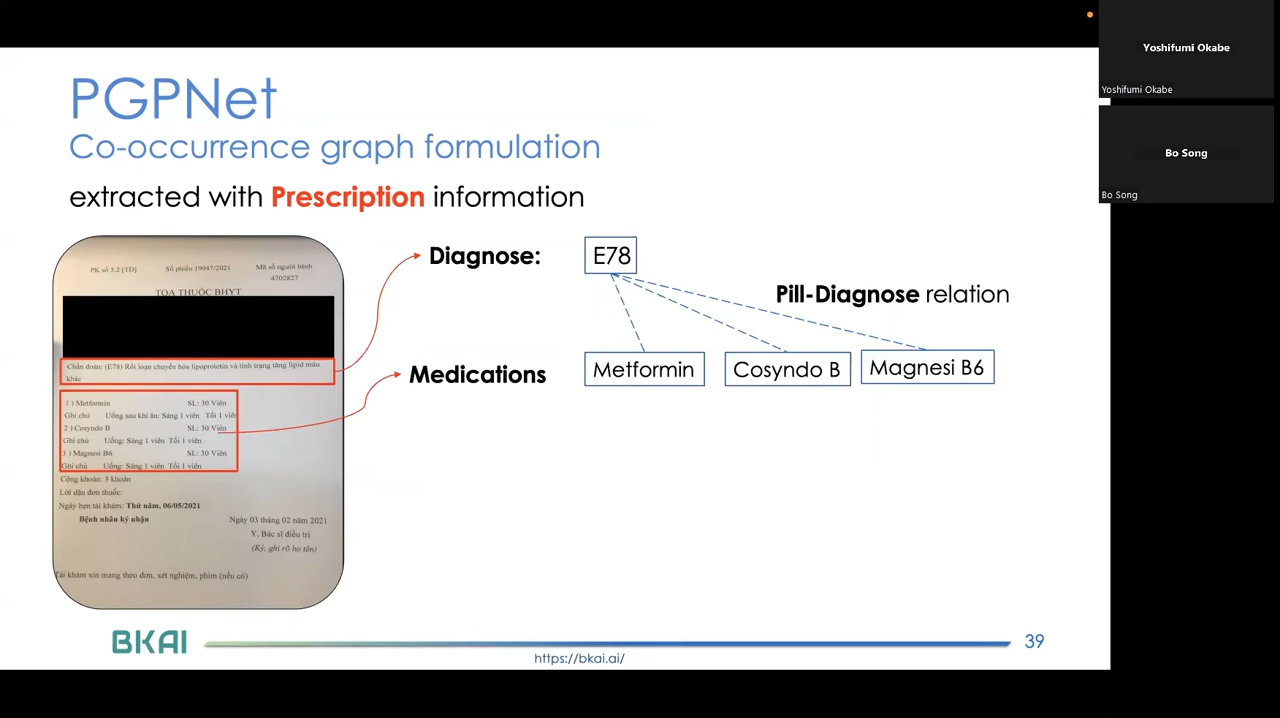 PGPNet
Co-occurrence graph formulation
extracted with Prescription information
PK số 5.2 [TD] Số phiếu 19047/2021 Mã số người bệnh
4702827
TOA THUỐC BHYT
Chẩn đoán: (E78) Rối loạn chuyển hóa lipoprotein và tình trạng tăng lipid máu
khác
1 ) Metformin SL: 30 Viên
Ghi chú Uống sau khi ăn: Sáng 1 viên Tối 1 viên
2 ) Cosyndo B SL: 30 Viên
Ghi chú Uống: Sáng 1 viên Tối 1 viên
3 ) Magnesi B6 SL: 30 Viên
Ghi chú Uống: Sáng 1 viên Tối 1 viên
Cộng khoản: 3 khoản
Lời dặn đơn thuốc:
Ngày hẹn tái khám: Thứ năm, 06/05/2021
Bệnh nhân ký nhận Ngày 03 tháng 02 năm 2021
Y, Bác sĩ điều trị
(Ký, ghi rõ họ tên)
Tái khám xin mang theo đơn, xét nghiệm, phim (nếu có)
Diagnose: E78
Pill-Diagnose relation
Medications Metformin Cosyndo B Magnesi B6
BKAI
https://bkai.ai/
39
Yoshifumi Okabe
Yoshifumi Okabe
Bo Song
Bo Song